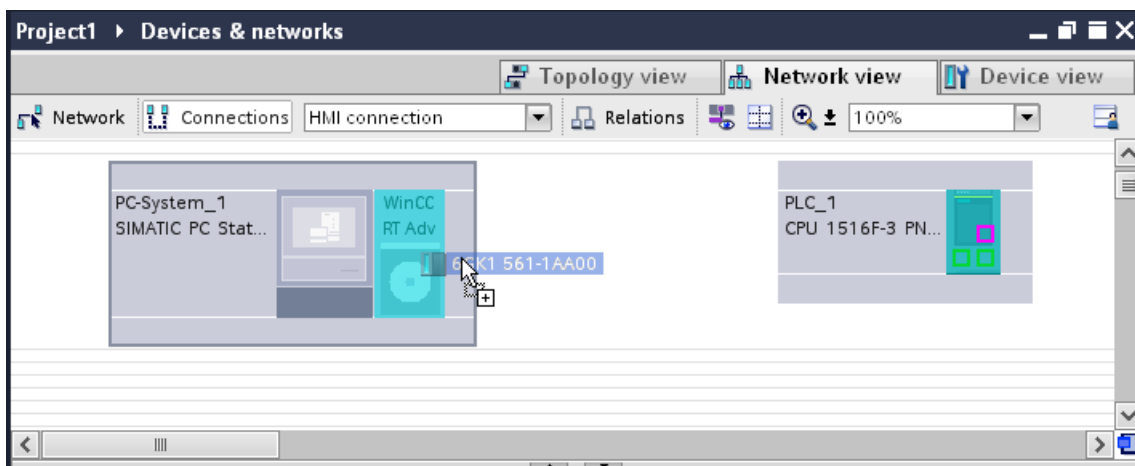 Project1 ▸ Devices & networks
Topology view Network view Device view
Network Connections HMI connection Relations 100%
PC-System_1
SIMATIC PC Stat...
WinCC
RT Adv
561-1AA00
PLC_1
CPU 1516F-3 PN...